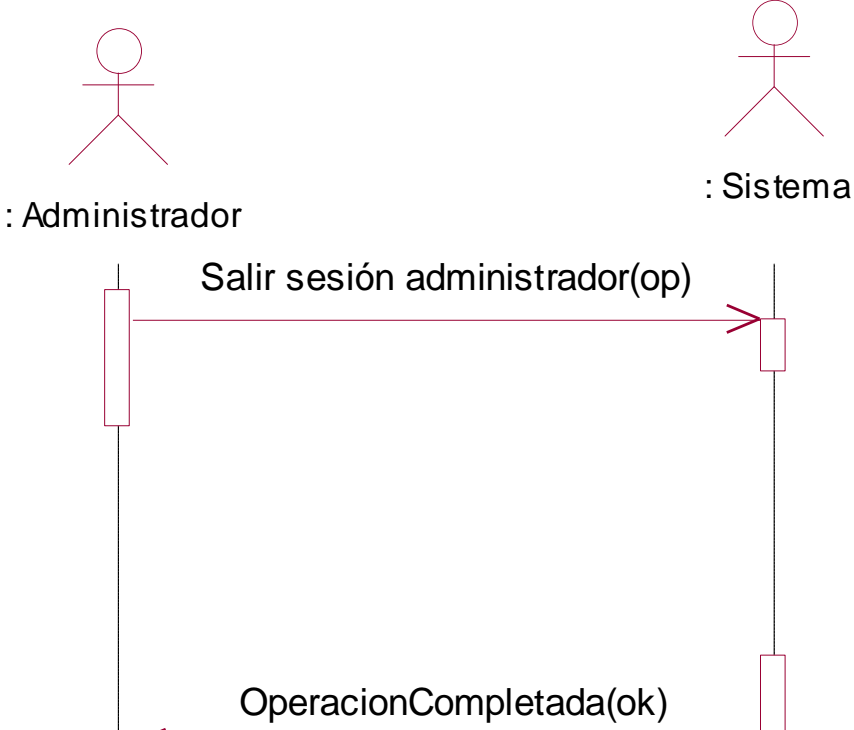 : Sistema
: Administrador
Salir sesión administrador(op)
OperacionCompletada(ok)